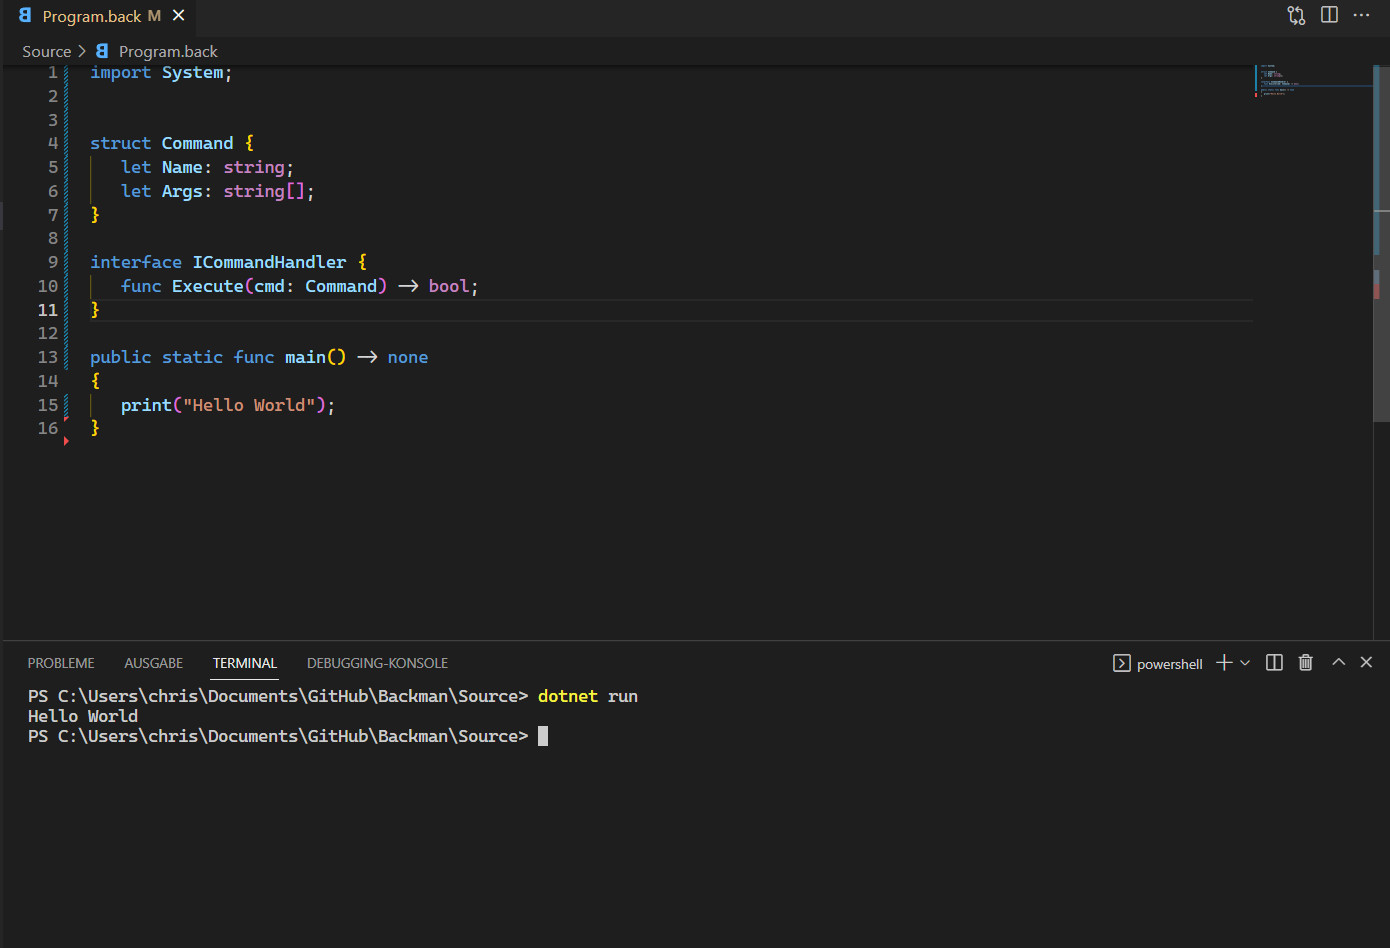 Program.back M
Source > Program.back
1 import System;
2
3
4 struct Command {
5 let Name: string;
6 let Args: string[];
7 }
8
9 interface ICommandHandler {
10 func Execute(cmd: Command) -> bool;
11 }
12
13 public static func main() -> none
14 {
15 print("Hello World");
16 }
PROBLEME AUSGABE TERMINAL DEBUGGING-KONSOLE powershell
PS C:\Users\chris\Documents\GitHub\Backman\Source> dotnet run
Hello World
PS C:\Users\chris\Documents\GitHub\Backman\Source>